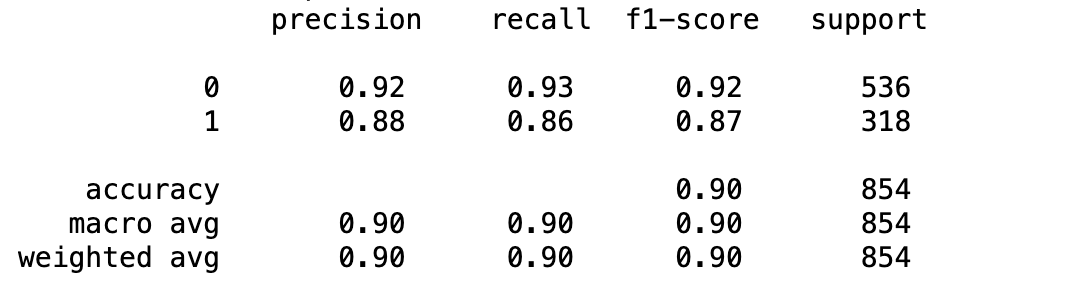 precision recall f1-score support
0 0.92 0.93 0.92 536
1 0.88 0.86 0.87 318
accuracy 0.90 854
macro avg 0.90 0.90 0.90 854
weighted avg 0.90 0.90 0.90 854